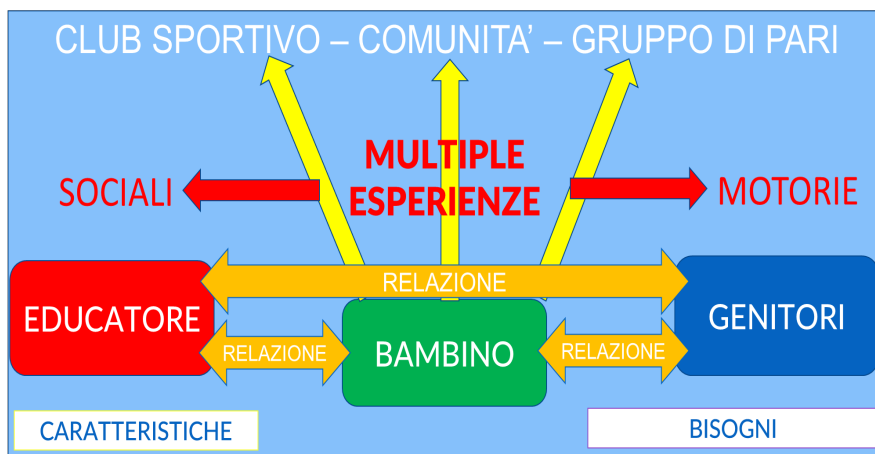 CLUB SPORTIVO – COMUNITA’ – GRUPPO DI PARI
MULTIPLE
ESPERIENZE
SOCIALI
MOTORIE
RELAZIONE
EDUCATORE
GENITORI
RELAZIONE
BAMBINO
RELAZIONE
CARATTERISTICHE
BISOGNI